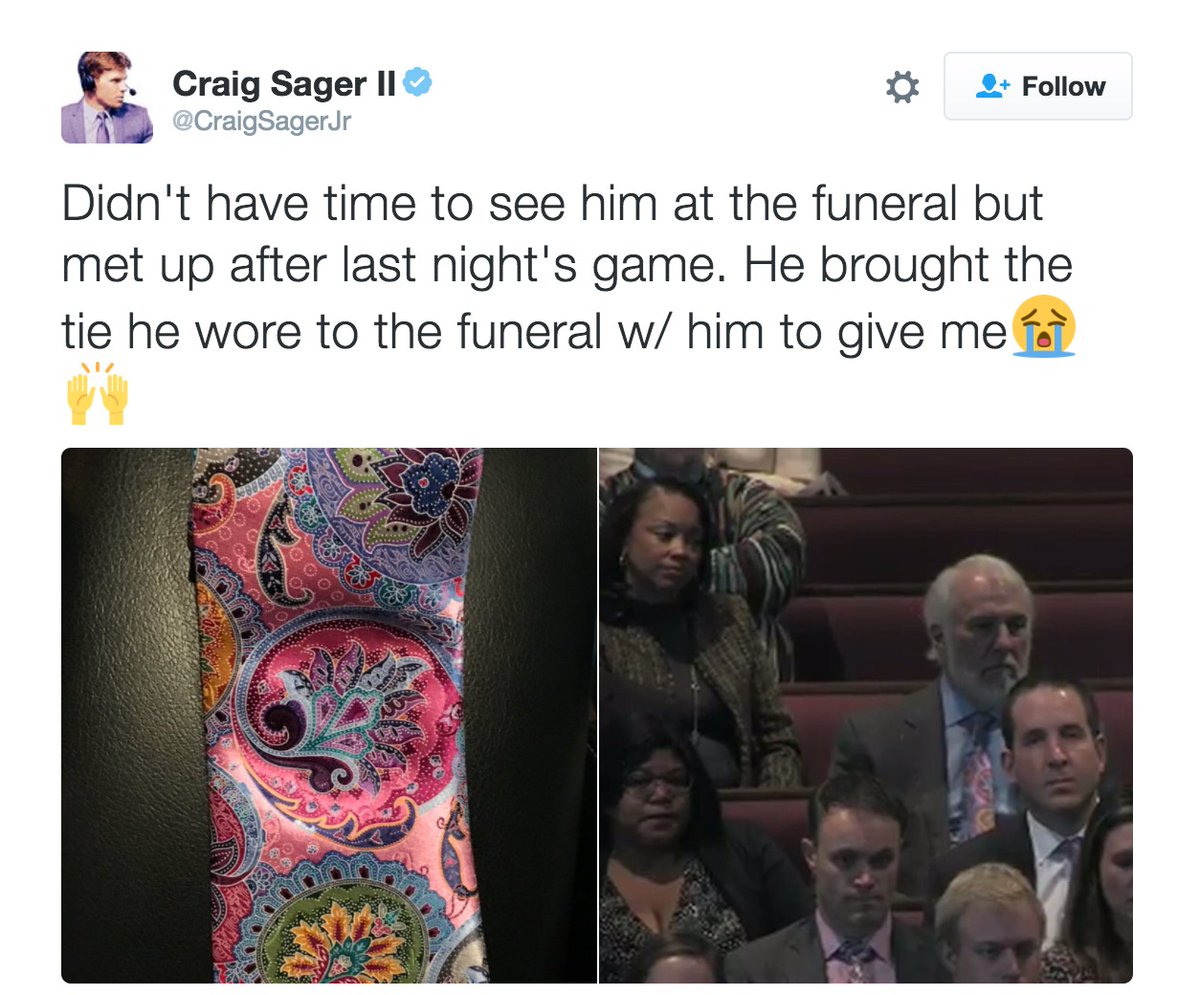 Craig Sager II
@CraigSagerJr
Follow
Didn't have time to see him at the funeral but
met up after last night's game. He brought the
tie he wore to the funeral w/ him to give me😭
🙌